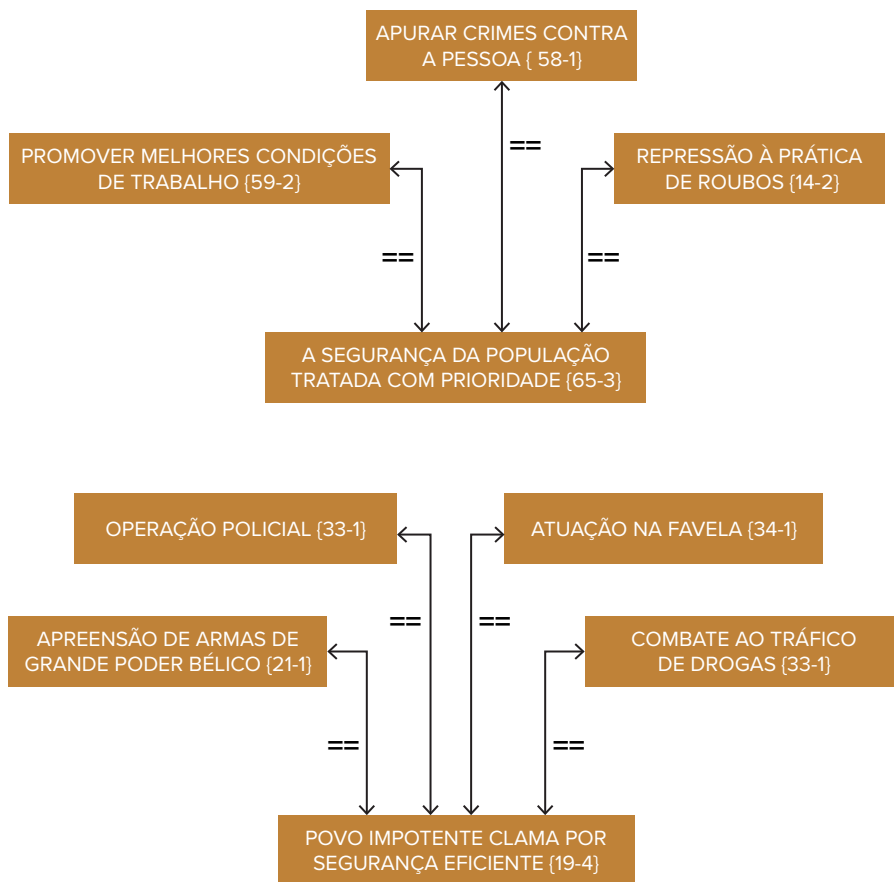 APURAR CRIMES CONTRA
A PESSOA { 58-1}
==
PROMOVER MELHORES CONDIÇÕES
DE TRABALHO {59-2}
REPRESSÃO À PRÁTICA
DE ROUBOS {14-2}
==
==
A SEGURANÇA DA POPULAÇÃO
TRATADA COM PRIORIDADE {65-3}
OPERAÇÃO POLICIAL {33-1}
ATUAÇÃO NA FAVELA {34-1}
==
==
APREENSÃO DE ARMAS DE
GRANDE PODER BÉLICO {21-1}
COMBATE AO TRÁFICO
DE DROGAS {33-1}
==
==
POVO IMPOTENTE CLAMA POR
SEGURANÇA EFICIENTE {19-4}